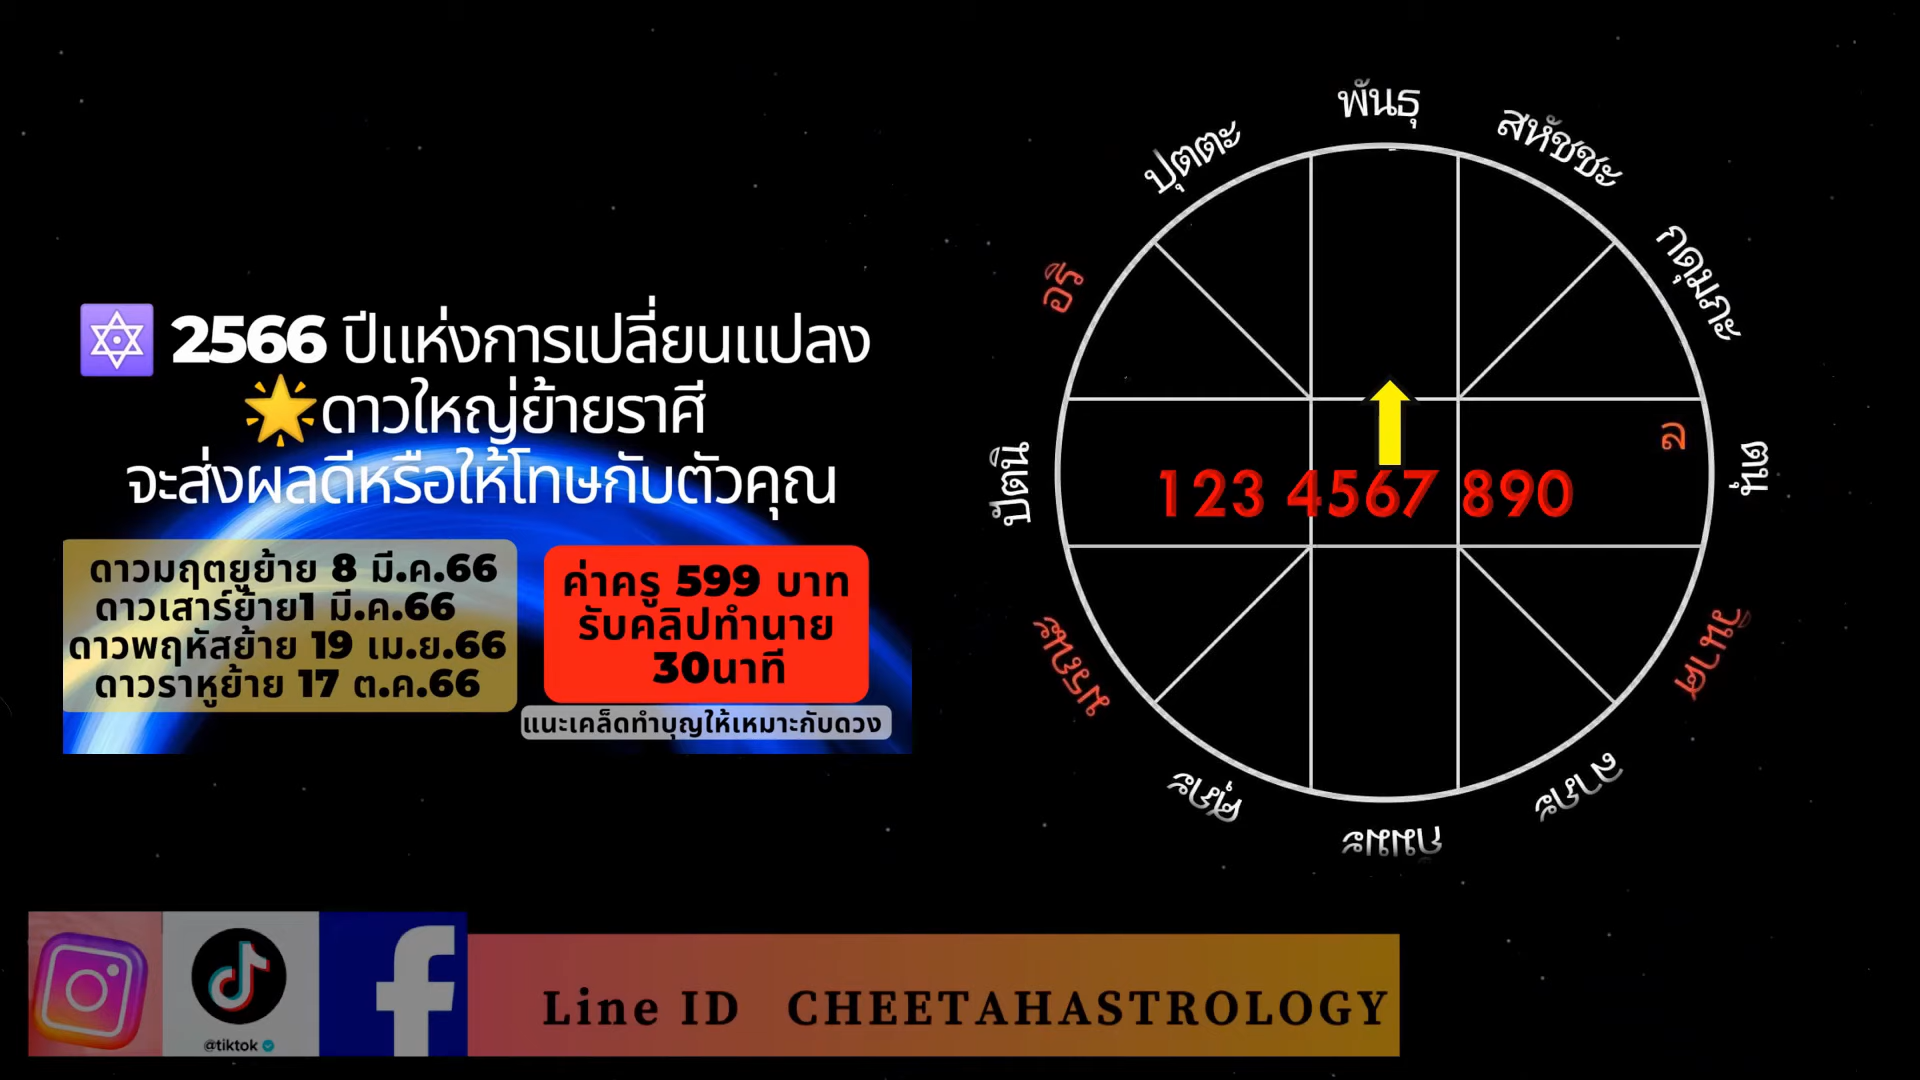 2566 ปีแห่งการเปลี่ยนแปลง
ดาวใหญ่ย้ายราศี
จะส่งผลดีหรือให้โทษกับตัวคุณ
ดาวมฤตยูย้าย 8 มี.ค.66
ดาวเสาร์ย้าย1 มี.ค.66
ดาวพฤหัสย้าย 19 เม.ย.66
ดาวราหูย้าย 17 ต.ค.66
ค่าครู 599 บาท
รับคลิปทำนาย
30นาที
แนะเคล็ดทำบุญให้เหมาะกับดวง
พันธุ
สหัชชะ
กดุมภะ
ตนุ
ล
วินาศ
ลาภะ
กมมะ
ศุภะ
มรณะ
ปัตนิ
อริ
ปุตตะ
123 4567 890
@tiktok
Line ID CHEETAHASTROLOGY